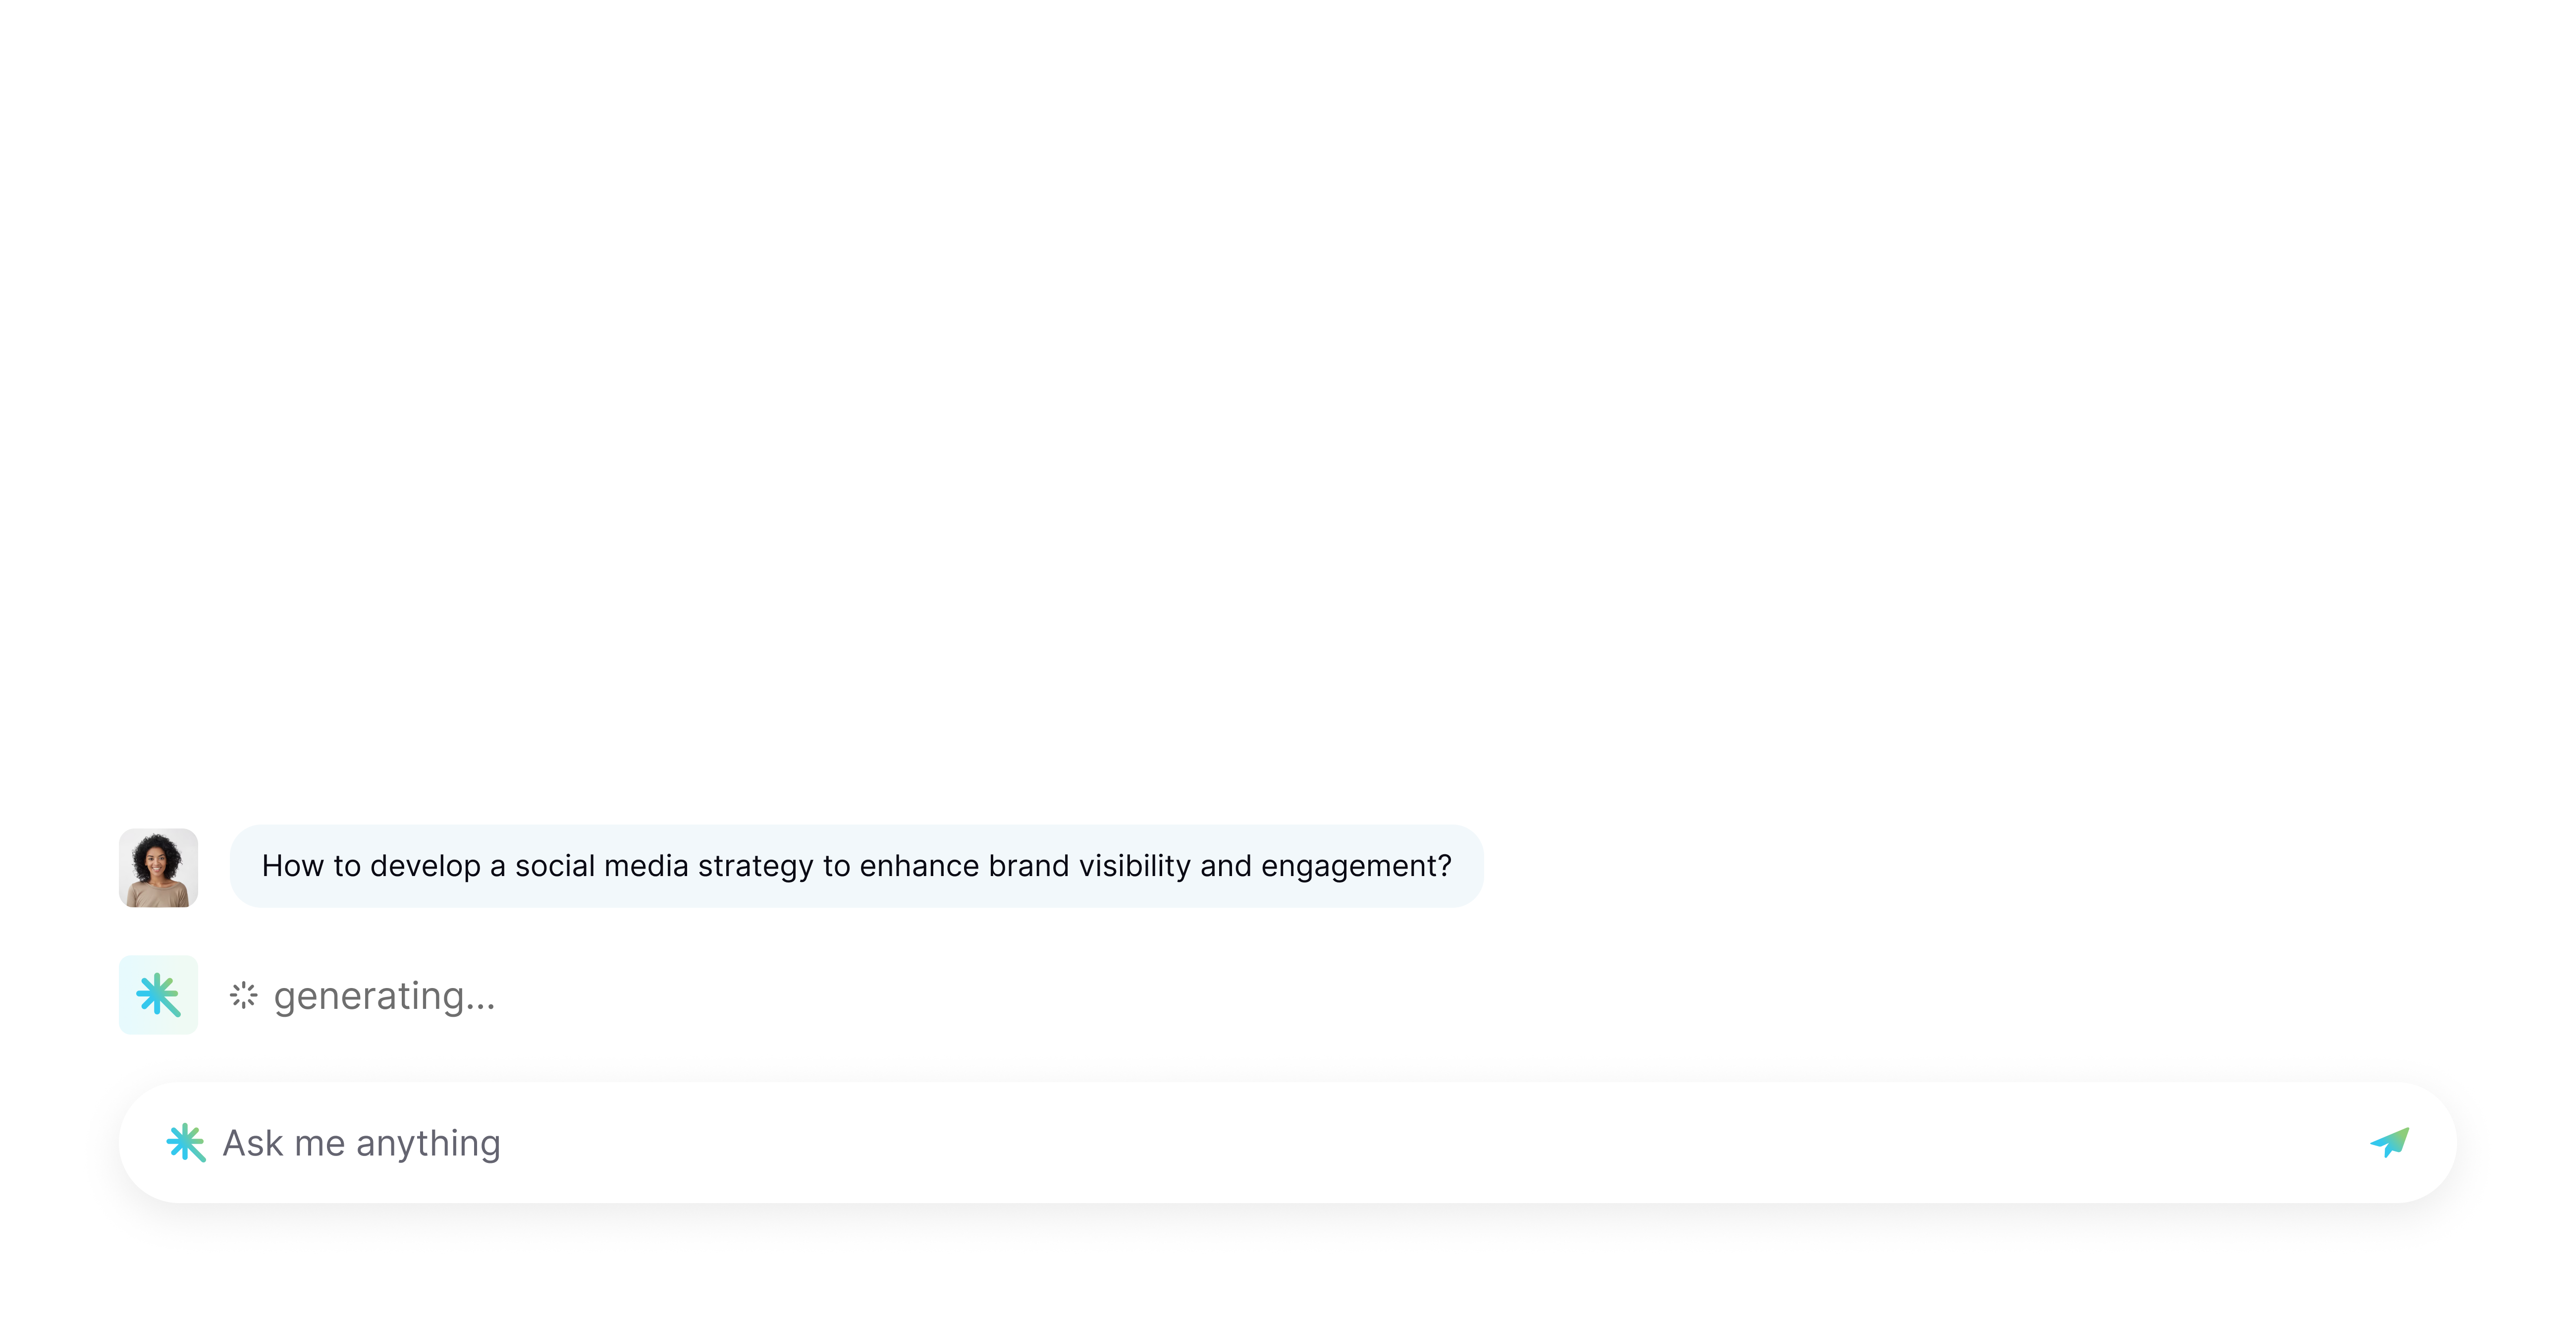 How to develop a social media strategy to enhance brand visibility and engagement?
generating...
Ask me anything